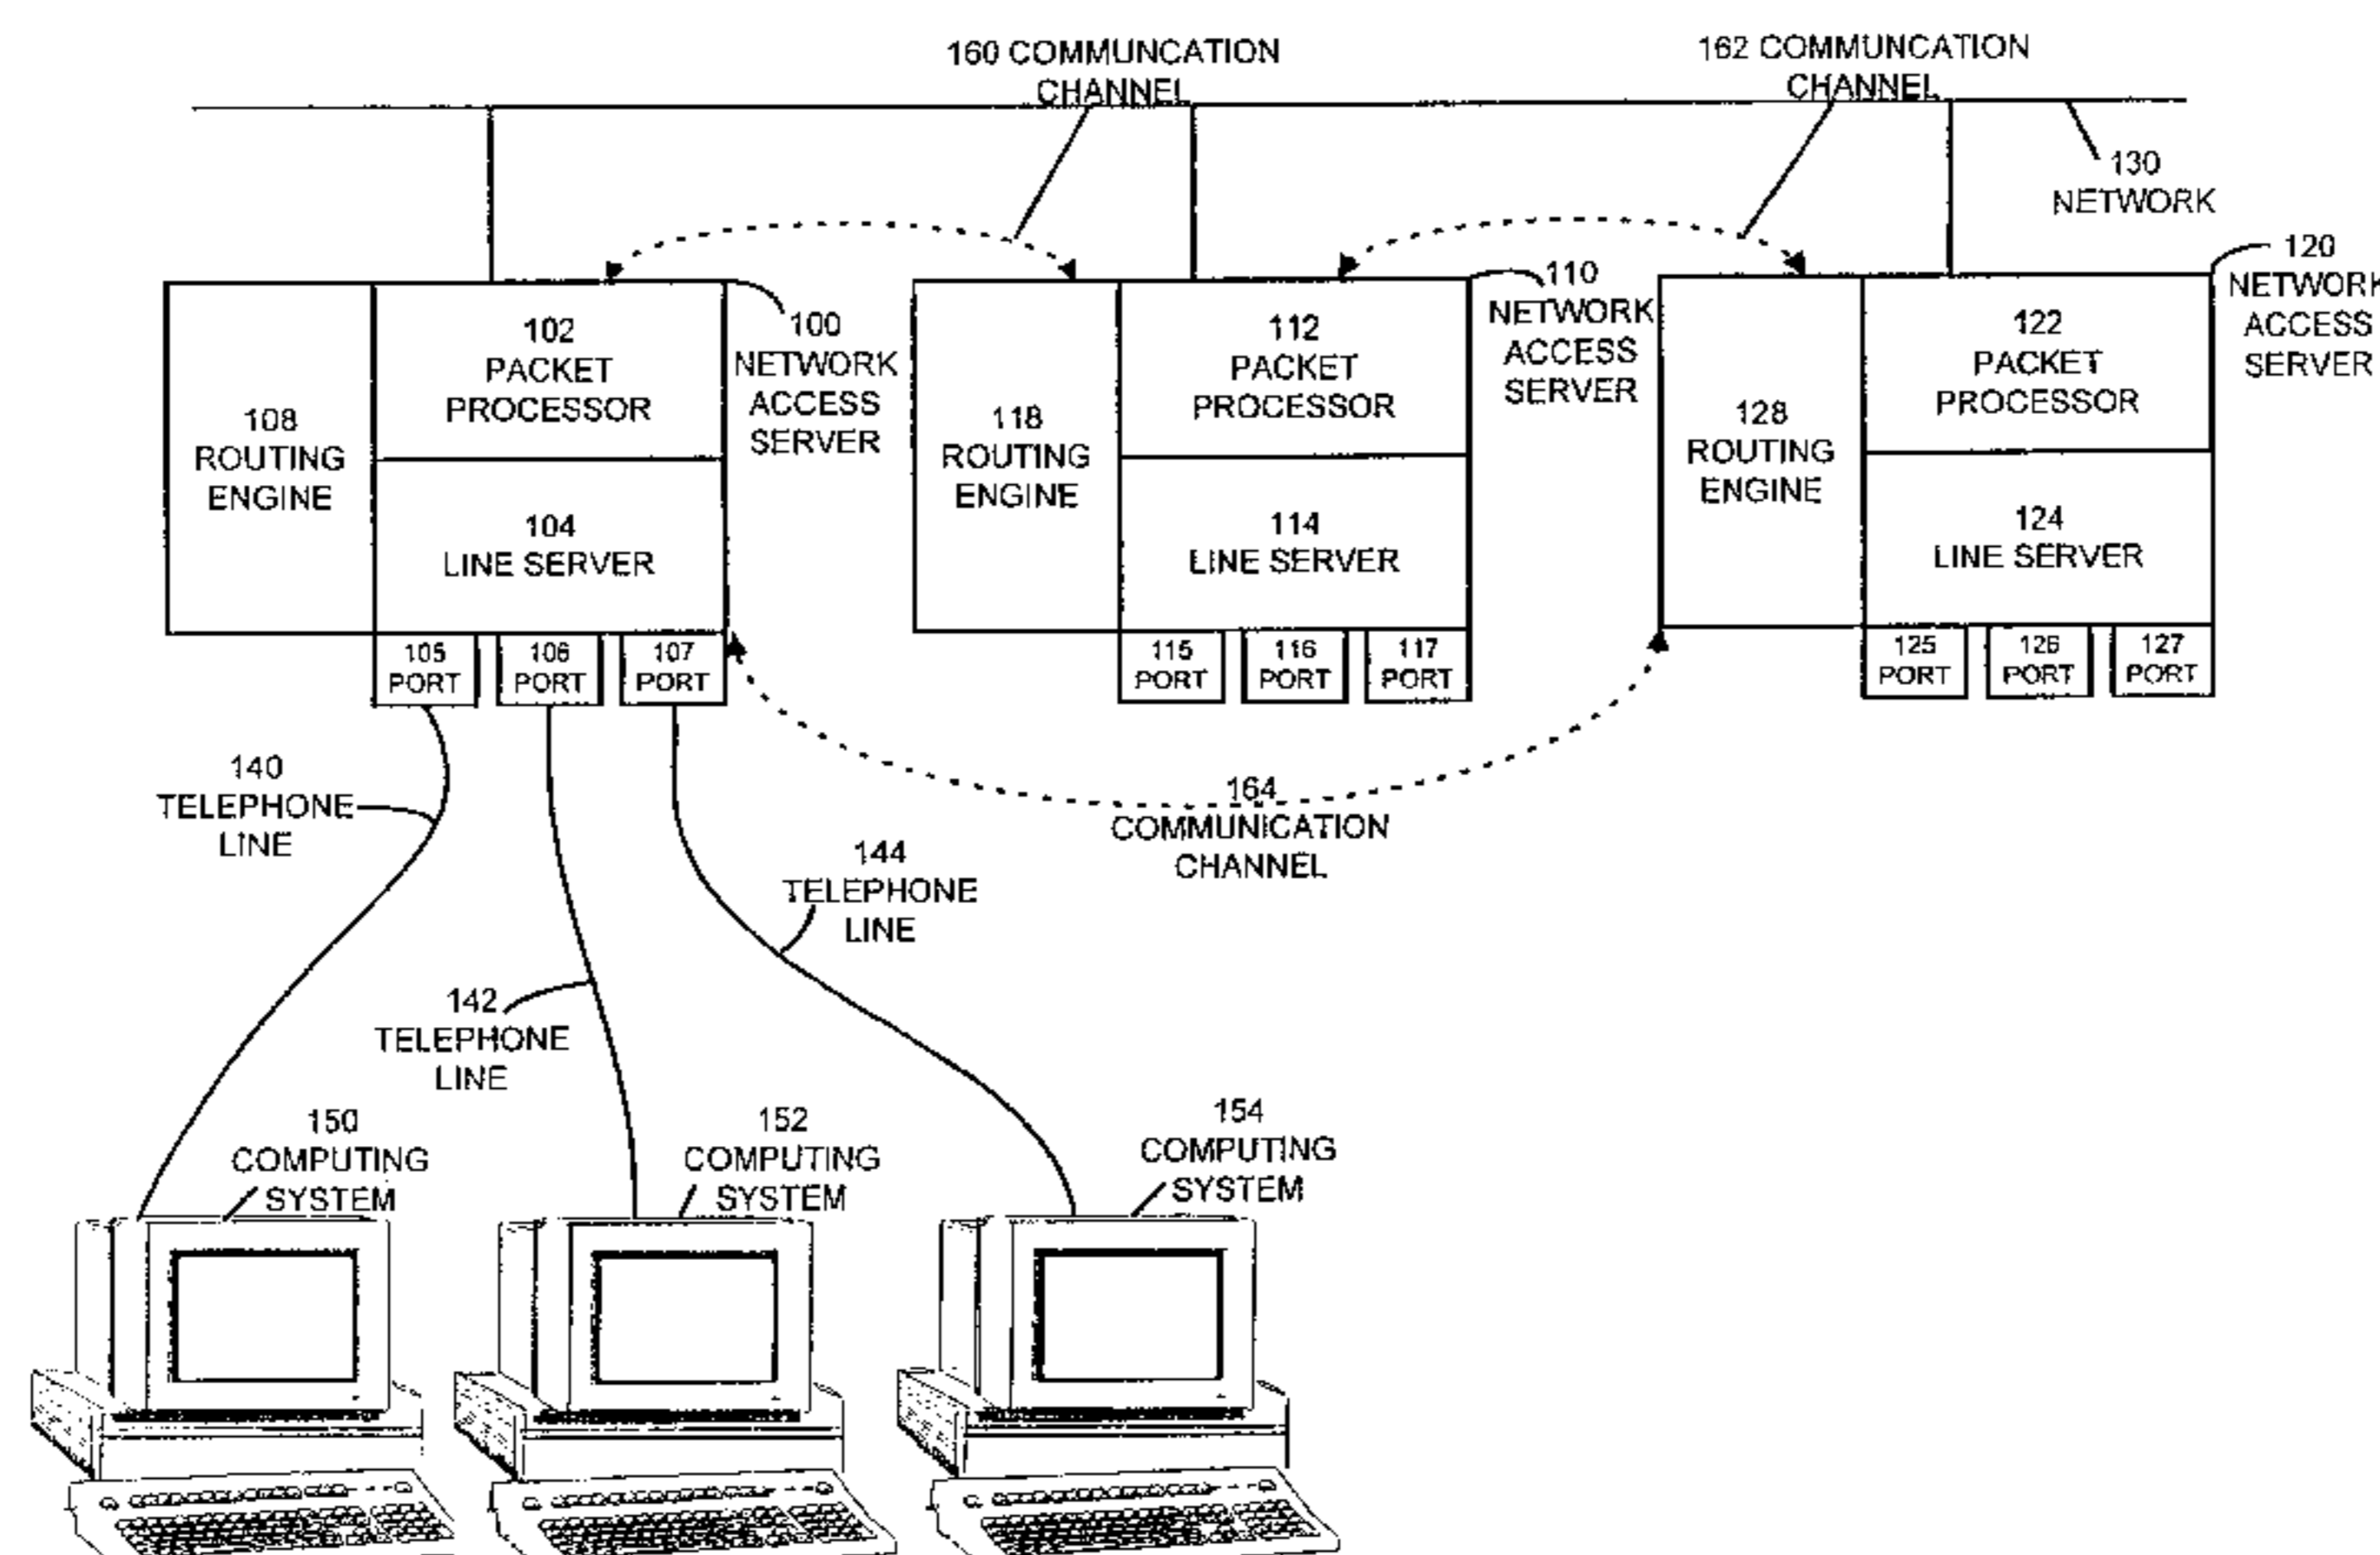 160 COMMUNCATION
CHANNEL
162 COMMUNCATION
CHANNEL
130
NETWORK
100
NETWORK
ACCESS
SERVER
110
NETWORK
ACCESS
SERVER
120
NETWORK
ACCESS
SERVER
108
ROUTING
ENGINE
102
PACKET
PROCESSOR
104
LINE SERVER
105
PORT
106
PORT
107
PORT
118
ROUTING
ENGINE
112
PACKET
PROCESSOR
114
LINE SERVER
115
PORT
116
PORT
117
PORT
128
ROUTING
ENGINE
122
PACKET
PROCESSOR
124
LINE SERVER
125
PORT
126
PORT
127
PORT
140
TELEPHONE
LINE
164
COMMUNICATION
CHANNEL
144
TELEPHONE
LINE
142
TELEPHONE
LINE
150
COMPUTING
SYSTEM
152
COMPUTING
SYSTEM
154
COMPUTING
SYSTEM